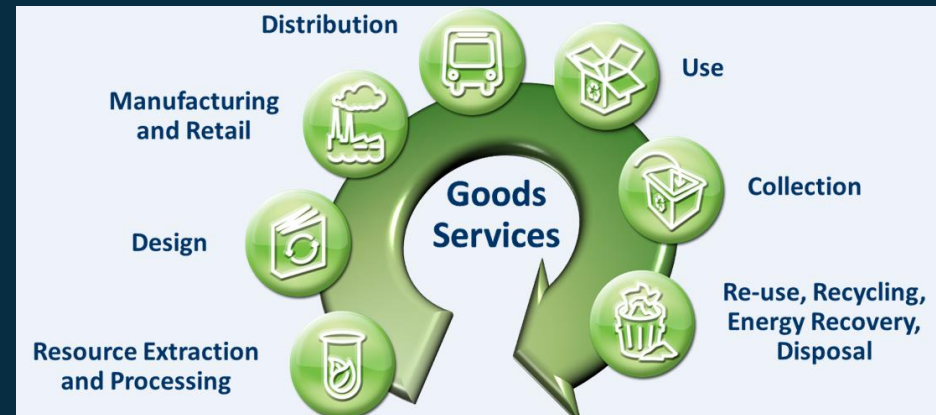 Distribution
Use
Manufacturing
and Retail
Goods
Services
Collection
Design
Re-use, Recycling,
Energy Recovery,
Disposal
Resource Extraction
and Processing